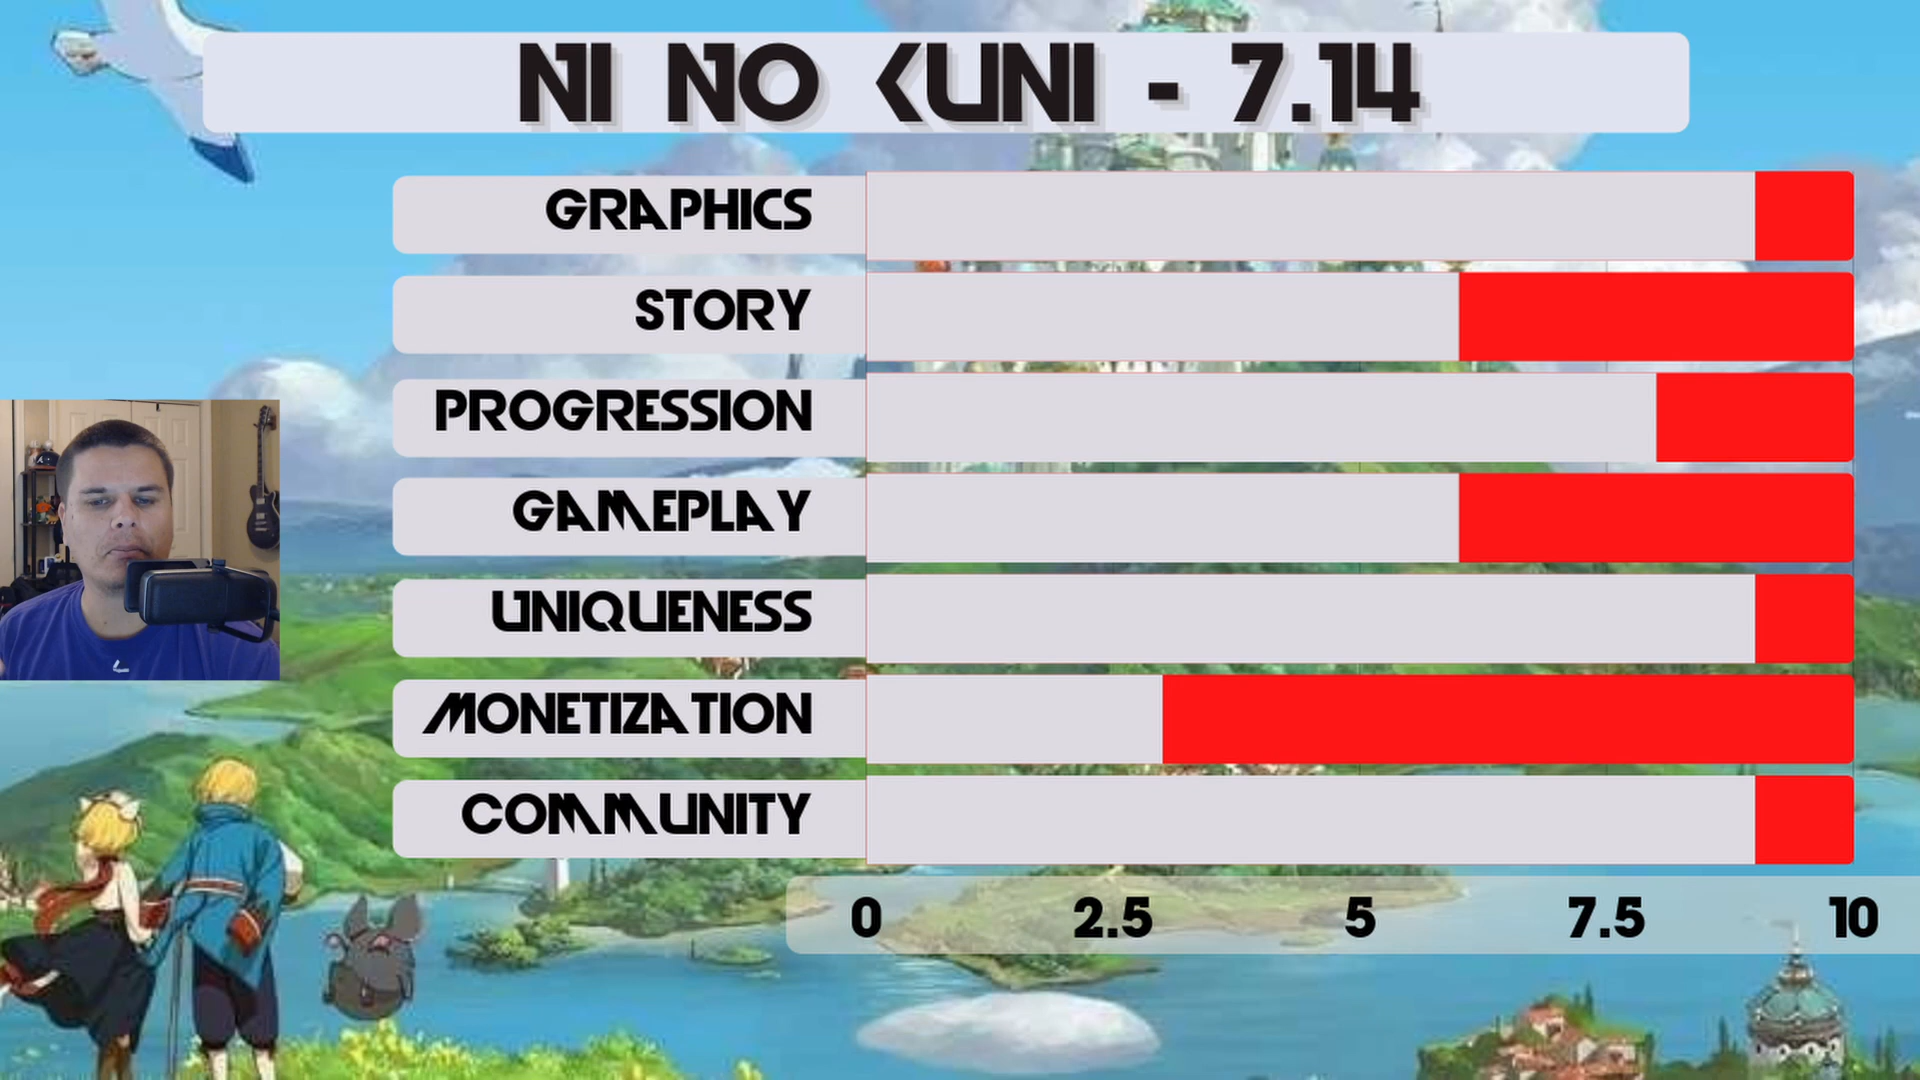 NI NO KUNI - 7.14
GRAPHICS
STORY
PROGRESSION
GAMEPLAY
UNIQUENESS
MONETIZATION
COMMUNITY
0 2.5 5 7.5 10